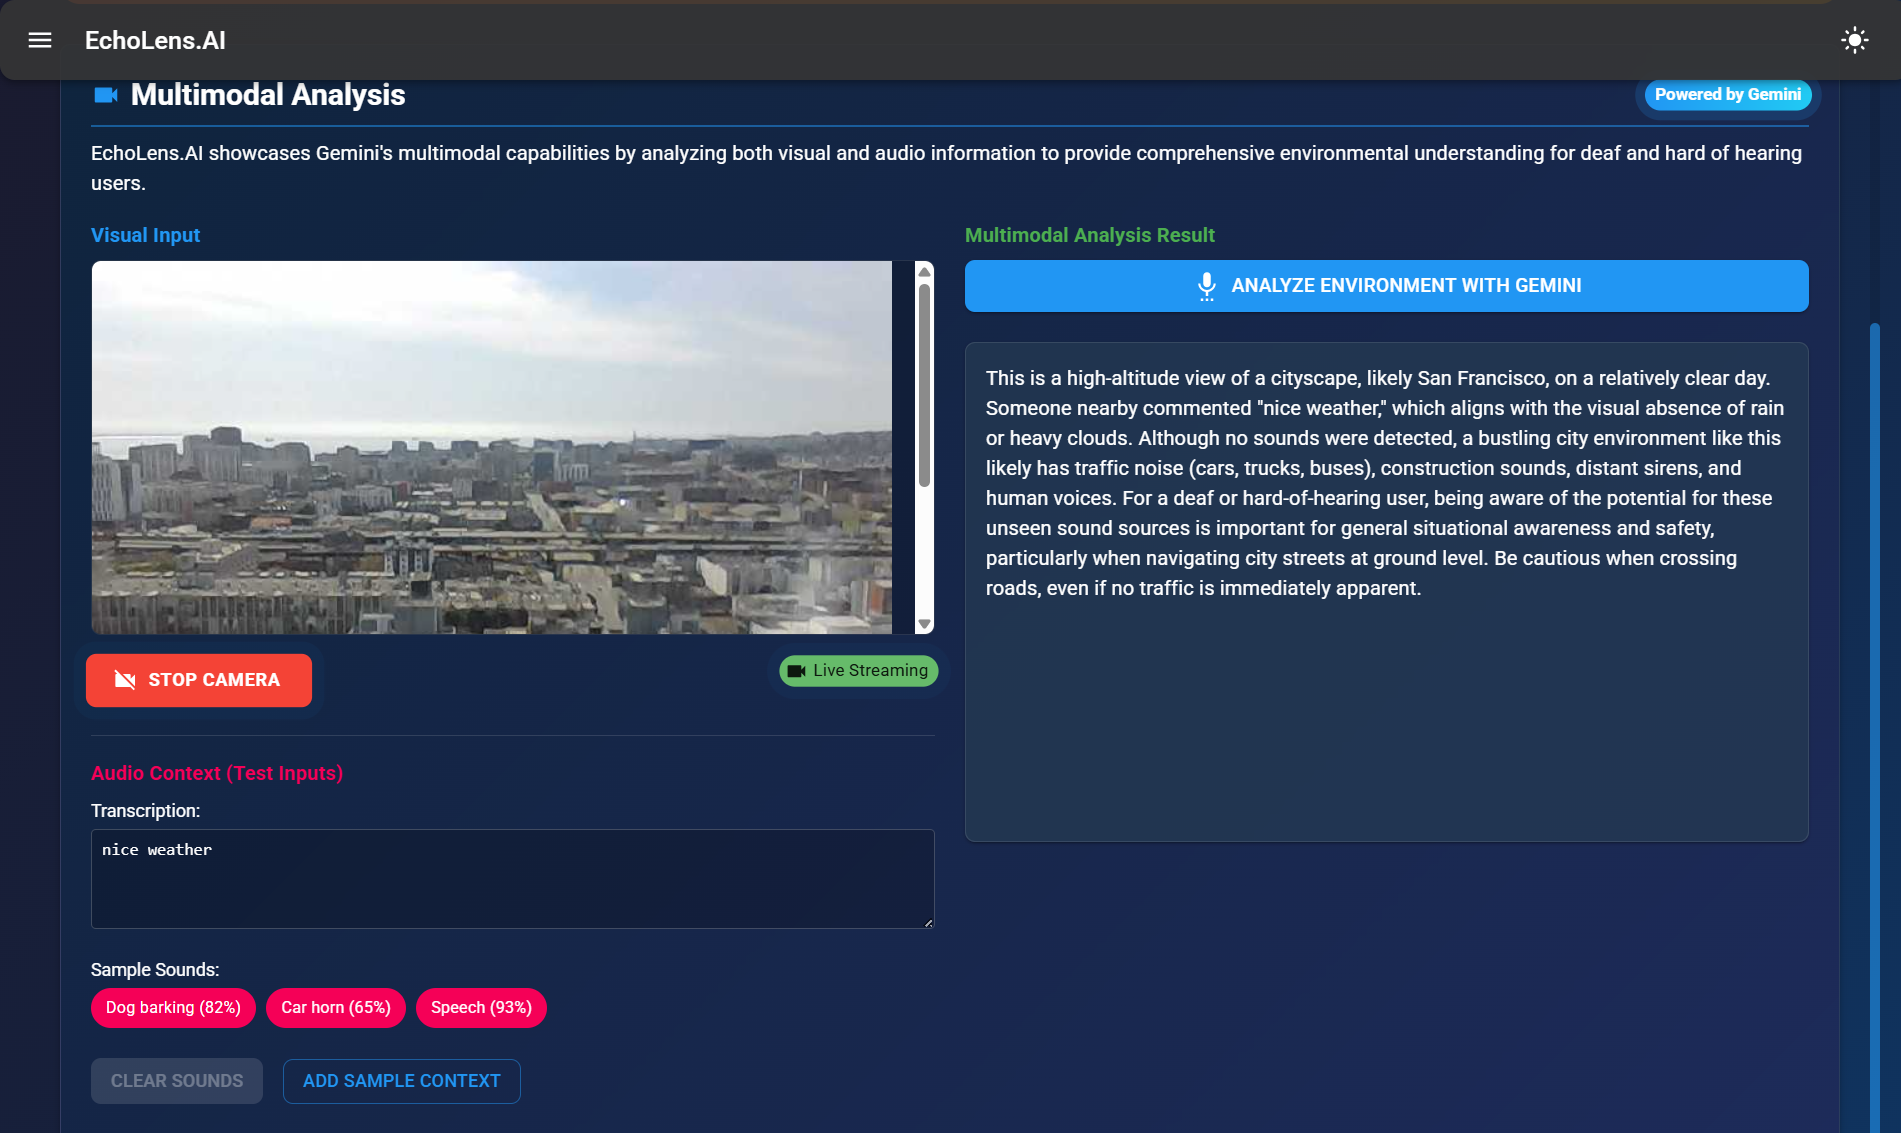 EchoLens.AI
Multimodal Analysis
Powered by Gemini
EchoLens.AI showcases Gemini's multimodal capabilities by analyzing both visual and audio information to provide comprehensive environmental understanding for deaf and hard of hearing
users.
Visual Input
STOP CAMERA
Live Streaming
Audio Context (Test Inputs)
Transcription:
nice weather
Sample Sounds:
Dog barking (82%)
Car horn (65%)
Speech (93%)
CLEAR SOUNDS
ADD SAMPLE CONTEXT
Multimodal Analysis Result
ANALYZE ENVIRONMENT WITH GEMINI
This is a high-altitude view of a cityscape, likely San Francisco, on a relatively clear day.
Someone nearby commented "nice weather," which aligns with the visual absence of rain
or heavy clouds. Although no sounds were detected, a bustling city environment like this
likely has traffic noise (cars, trucks, buses), construction sounds, distant sirens, and
human voices. For a deaf or hard-of-hearing user, being aware of the potential for these
unseen sound sources is important for general situational awareness and safety,
particularly when navigating city streets at ground level. Be cautious when crossing
roads, even if no traffic is immediately apparent.